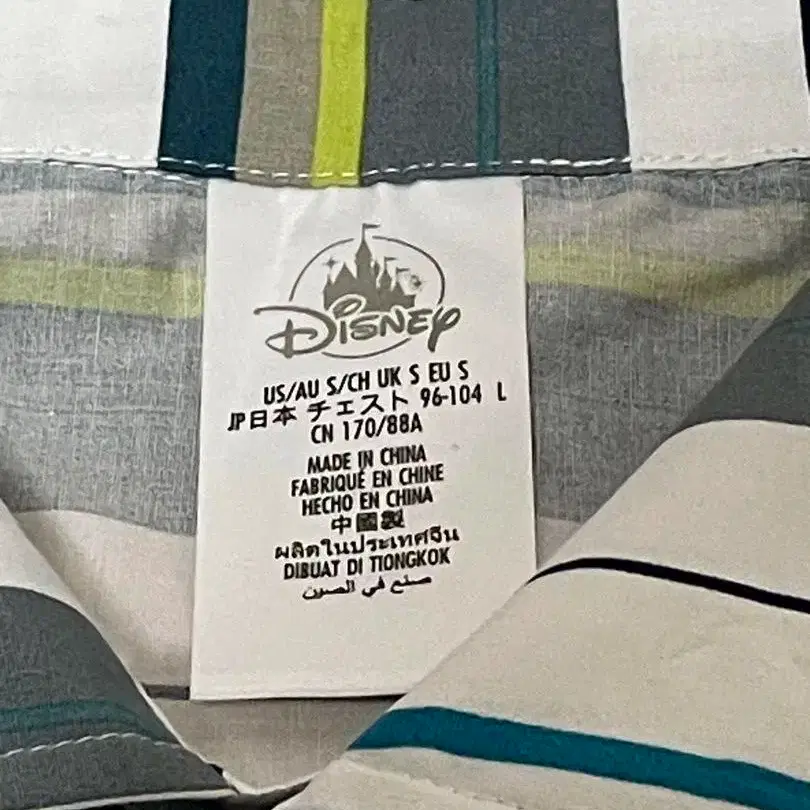 DISNEY
US/AU S/CH UK S EU S
JP日本 チェスト 96-104 L
CN 170/88A
MADE IN CHINA
FABRIQUÉ EN CHINE
HECHO EN CHINA
中國製
ผลิตในประเทศจีน
DIBUAT DI TIONGKOK
صنع في الصين